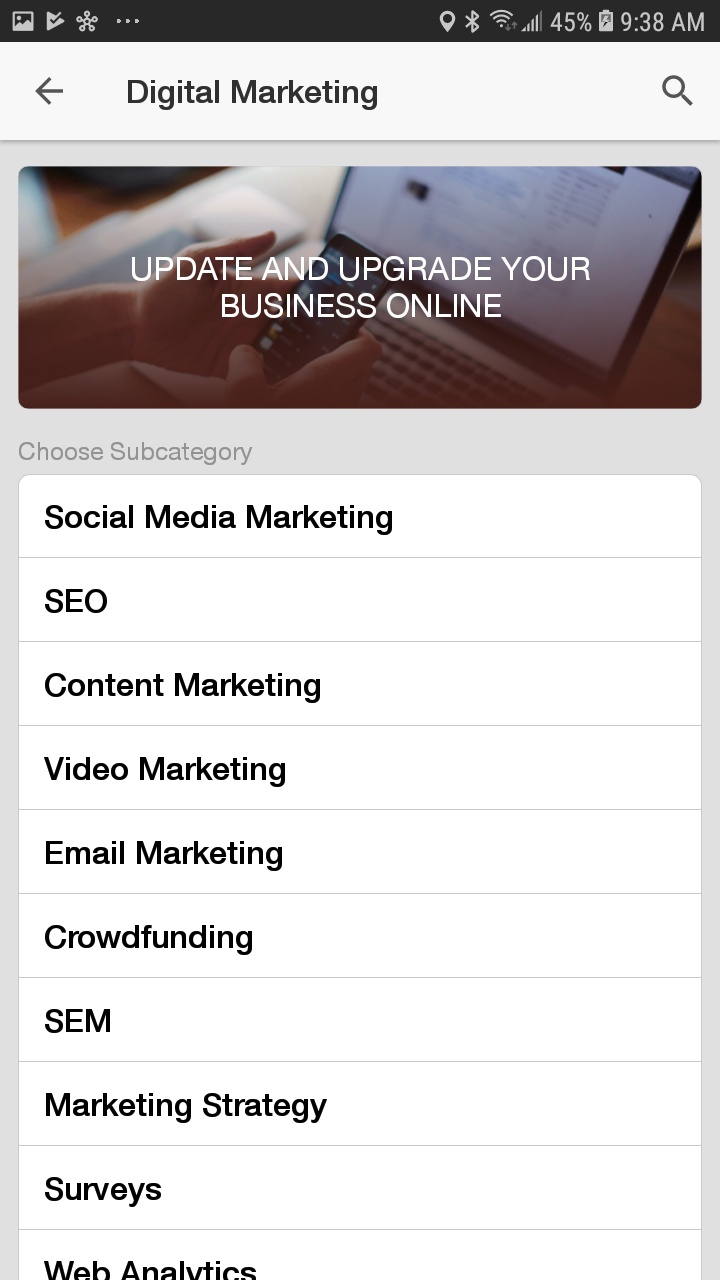 45% 9:38 AM
Digital Marketing
UPDATE AND UPGRADE YOUR
BUSINESS ONLINE
Choose Subcategory
Social Media Marketing
SEO
Content Marketing
Video Marketing
Email Marketing
Crowdfunding
SEM
Marketing Strategy
Surveys
Web Analytics